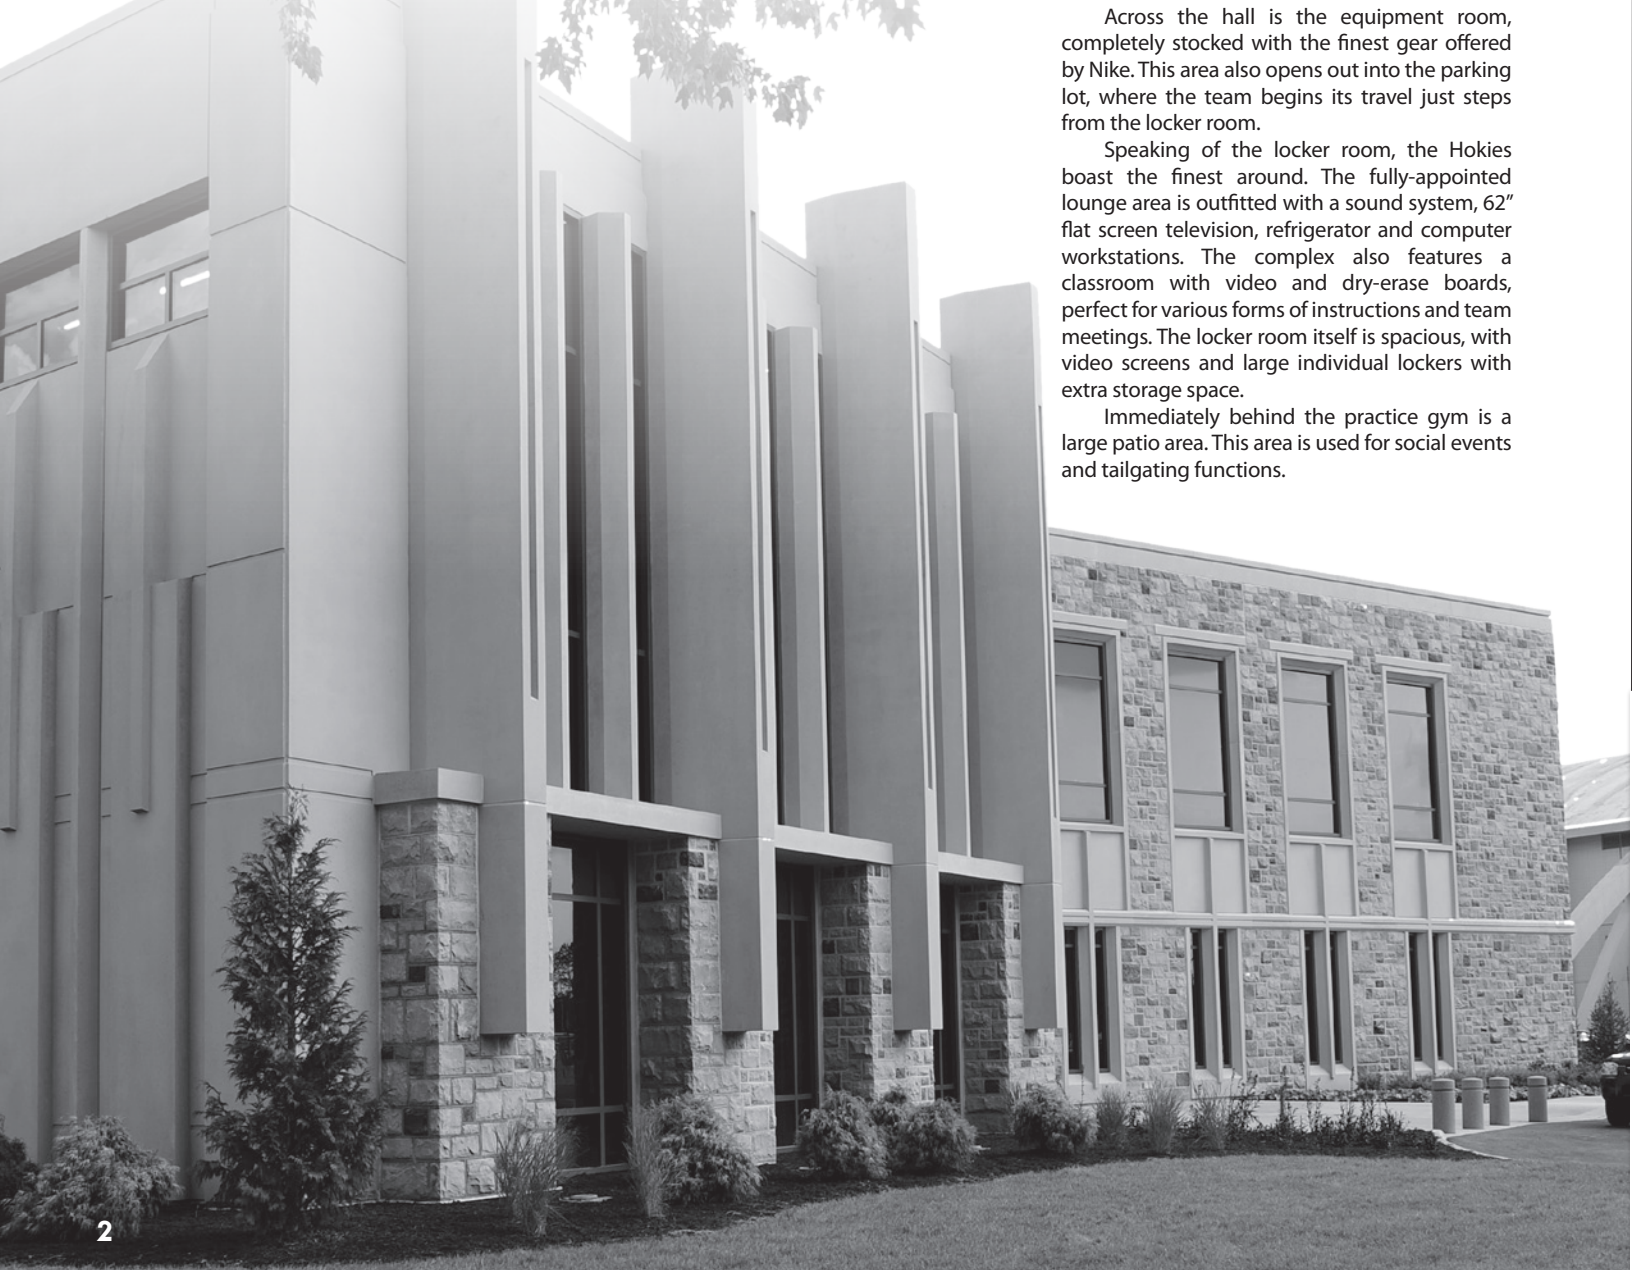 Across the hall is the equipment room,
completely stocked with the finest gear offered
by Nike. This area also opens out into the parking
lot, where the team begins its travel just steps
from the locker room.
Speaking of the locker room, the Hokies
boast the finest around. The fully-appointed
lounge area is outfitted with a sound system, 62”
flat screen television, refrigerator and computer
workstations. The complex also features a
classroom with video and dry-erase boards,
perfect for various forms of instructions and team
meetings. The locker room itself is spacious, with
video screens and large individual lockers with
extra storage space.
Immediately behind the practice gym is a
large patio area. This area is used for social events
and tailgating functions.
2